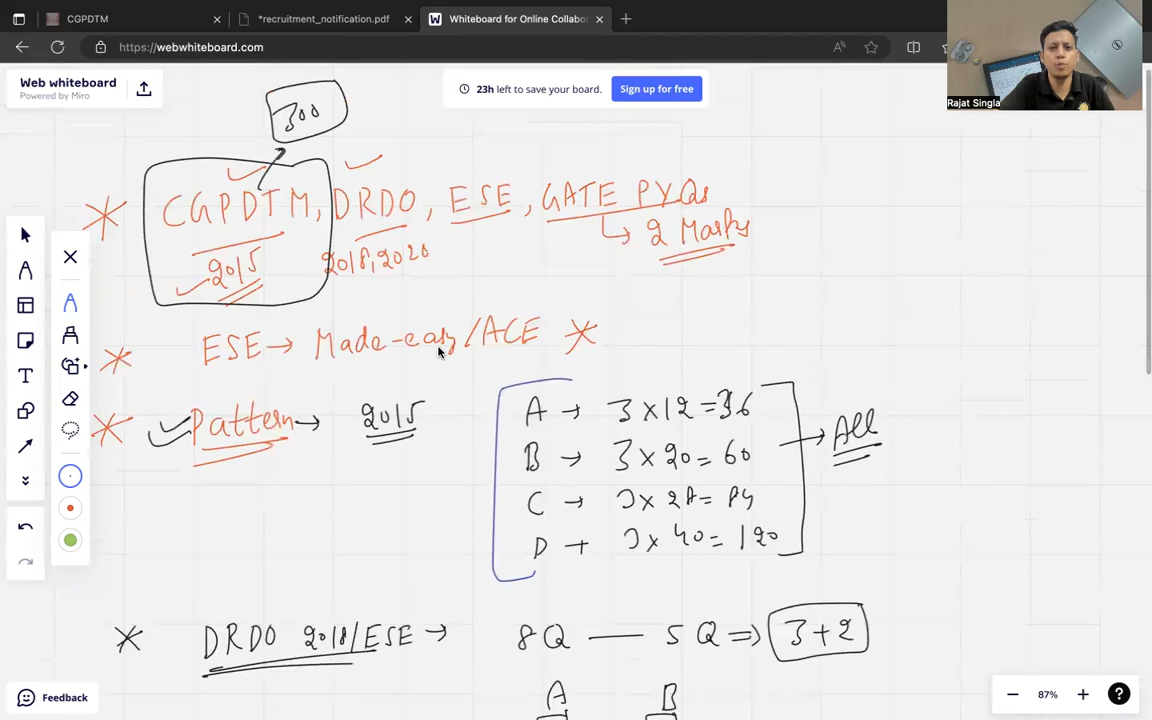 CGPDTM
*recruitment_notification.pdf
Whiteboard for Online Collabo
https://webwhiteboard.com
Web whiteboard
Powered by Miro
23h left to save your board.
Sign up for free
Rajat Singla
300
* CGPDTM, DRDO, ESE, GATE PYQs
2 Marks
2015
2018, 2020
* ESE → Made-easy/ACE *
* Pattern → 2015
A → 3 x 12 = 36
B → 3 x 20 = 60
C → 3 x 28 = 84
D → 3 x 40 = 120
→ All
* DRDO 2018/ESE → 8Q — 5Q ⇒ 3+2
A B
Feedback
87%